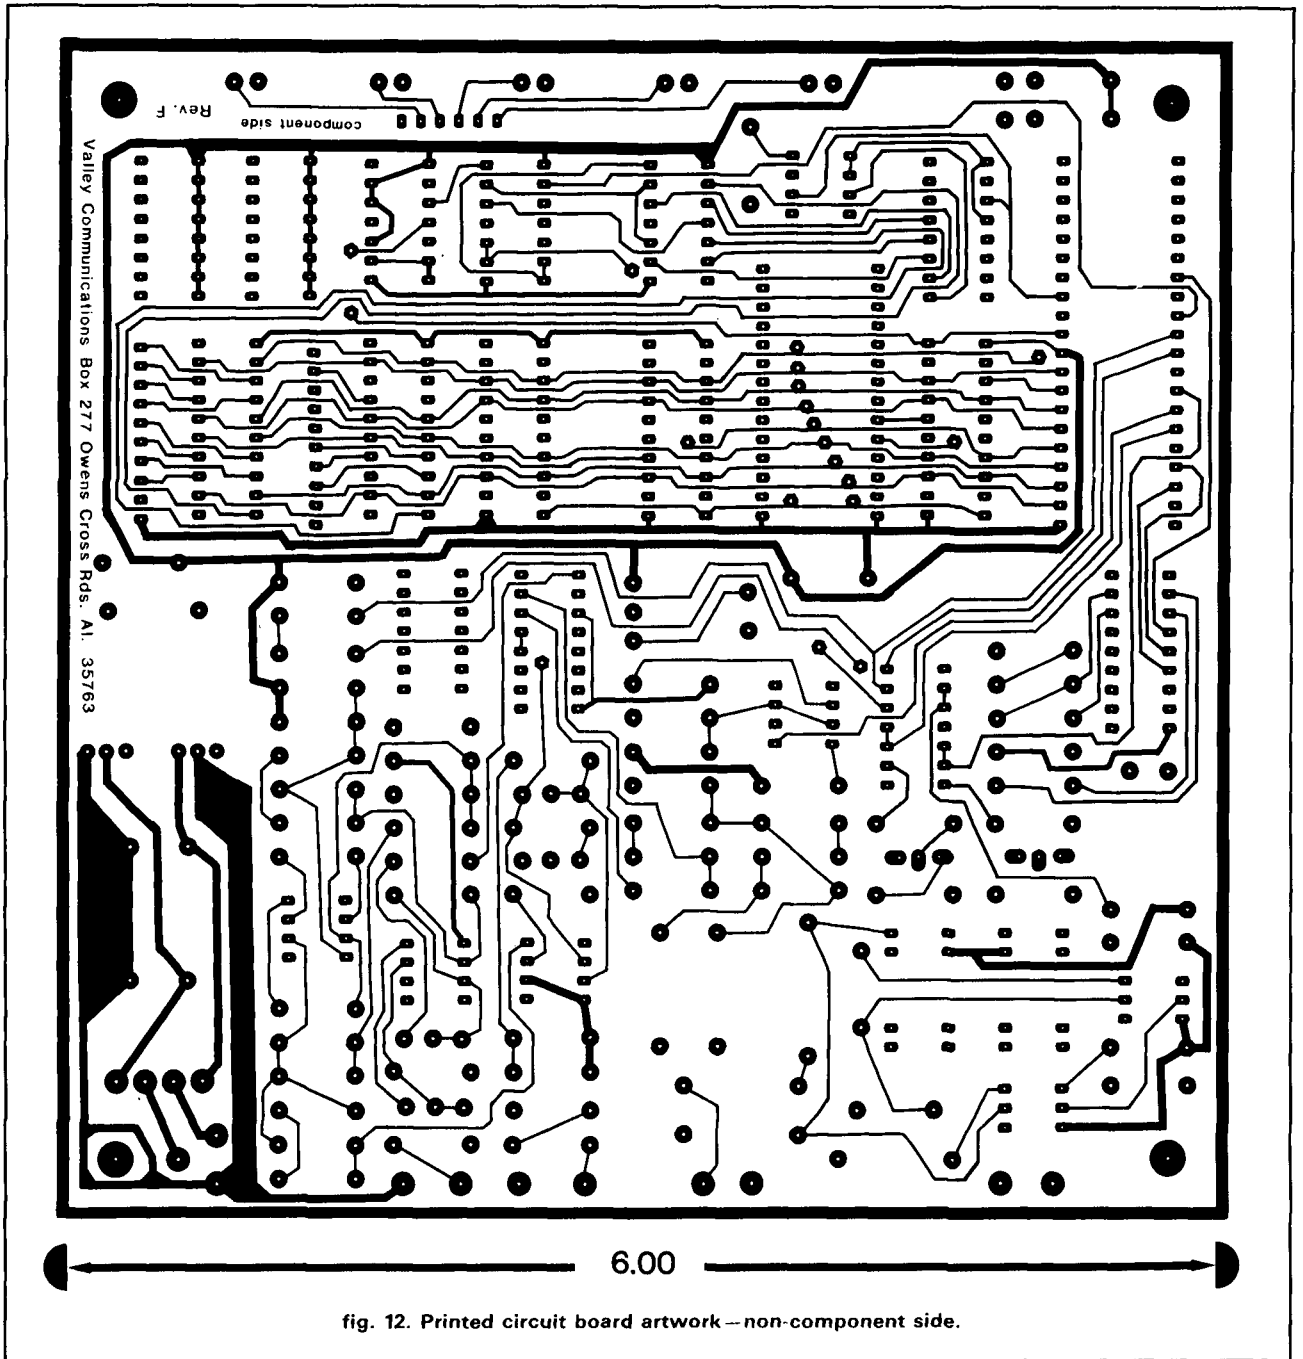 Rev. F
component side
Valley Communications Box 277 Owens Cross Rds. Al. 35763
6.00
fig. 12. Printed circuit board artwork—non-component side.